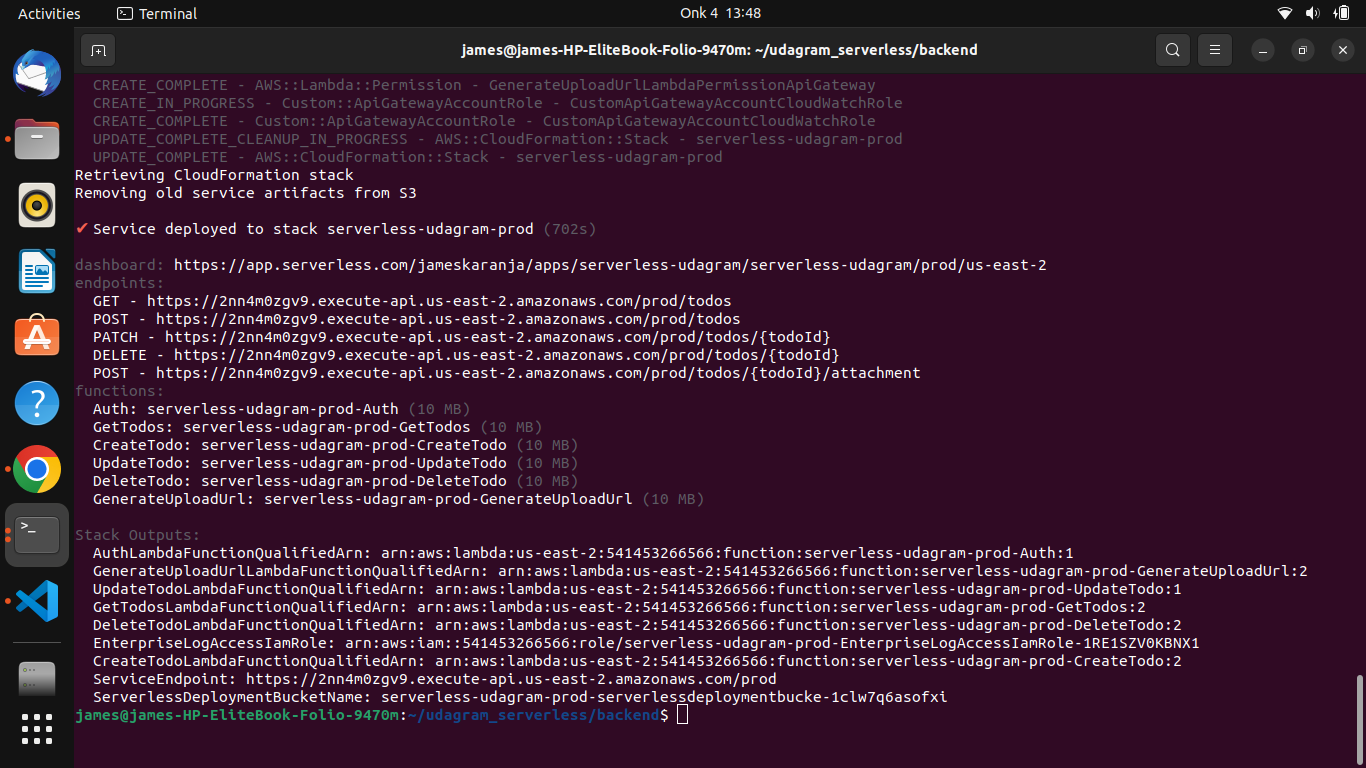 Activities
Terminal
Onk 4 13:48
james@james-HP-EliteBook-Folio-9470m: ~/udagram_serverless/backend
CREATE_COMPLETE - AWS::Lambda::Permission - GenerateUploadUrlLambdaPermissionApiGateway
CREATE_IN_PROGRESS - Custom::ApiGatewayAccountRole - CustomApiGatewayAccountCloudWatchRole
CREATE_COMPLETE - Custom::ApiGatewayAccountRole - CustomApiGatewayAccountCloudWatchRole
UPDATE_COMPLETE_CLEANUP_IN_PROGRESS - AWS::CloudFormation::Stack - serverless-udagram-prod
UPDATE_COMPLETE - AWS::CloudFormation::Stack - serverless-udagram-prod
Retrieving CloudFormation stack
Removing old service artifacts from S3
✔ Service deployed to stack serverless-udagram-prod (702s)
dashboard: https://app.serverless.com/jameskaranja/apps/serverless-udagram/serverless-udagram/prod/us-east-2
endpoints:
GET - https://2nn4m0zgv9.execute-api.us-east-2.amazonaws.com/prod/todos
POST - https://2nn4m0zgv9.execute-api.us-east-2.amazonaws.com/prod/todos
PATCH - https://2nn4m0zgv9.execute-api.us-east-2.amazonaws.com/prod/todos/{todoId}
DELETE - https://2nn4m0zgv9.execute-api.us-east-2.amazonaws.com/prod/todos/{todoId}
POST - https://2nn4m0zgv9.execute-api.us-east-2.amazonaws.com/prod/todos/{todoId}/attachment
functions:
Auth: serverless-udagram-prod-Auth (10 MB)
GetTodos: serverless-udagram-prod-GetTodos (10 MB)
CreateTodo: serverless-udagram-prod-CreateTodo (10 MB)
UpdateTodo: serverless-udagram-prod-UpdateTodo (10 MB)
DeleteTodo: serverless-udagram-prod-DeleteTodo (10 MB)
GenerateUploadUrl: serverless-udagram-prod-GenerateUploadUrl (10 MB)
Stack Outputs:
AuthLambdaFunctionQualifiedArn: arn:aws:lambda:us-east-2:541453266566:function:serverless-udagram-prod-Auth:1
GenerateUploadUrlLambdaFunctionQualifiedArn: arn:aws:lambda:us-east-2:541453266566:function:serverless-udagram-prod-GenerateUploadUrl:2
UpdateTodoLambdaFunctionQualifiedArn: arn:aws:lambda:us-east-2:541453266566:function:serverless-udagram-prod-UpdateTodo:1
GetTodosLambdaFunctionQualifiedArn: arn:aws:lambda:us-east-2:541453266566:function:serverless-udagram-prod-GetTodos:2
DeleteTodoLambdaFunctionQualifiedArn: arn:aws:lambda:us-east-2:541453266566:function:serverless-udagram-prod-DeleteTodo:2
EnterpriseLogAccessIamRole: arn:aws:iam::541453266566:role/serverless-udagram-prod-EnterpriseLogAccessIamRole-1RE1SZV0KBNX1
CreateTodoLambdaFunctionQualifiedArn: arn:aws:lambda:us-east-2:541453266566:function:serverless-udagram-prod-CreateTodo:2
ServiceEndpoint: https://2nn4m0zgv9.execute-api.us-east-2.amazonaws.com/prod
ServerlessDeploymentBucketName: serverless-udagram-prod-serverlessdeploymentbucke-1clw7q6asofxi
james@james-HP-EliteBook-Folio-9470m:~/udagram_serverless/backend$